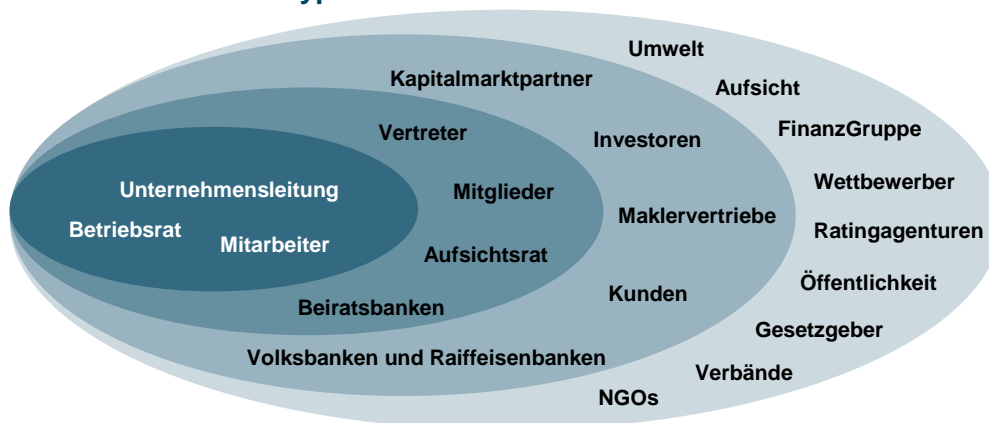 Umwelt
Kapitalmarktpartner
Aufsicht
FinanzGruppe
Vertreter
Investoren
Unternehmensleitung
Mitglieder
Wettbewerber
Maklervertriebe
Betriebsrat
Ratingagenturen
Mitarbeiter
Aufsichtsrat
Öffentlichkeit
Kunden
Beiratsbanken
Gesetzgeber
Volksbanken und Raiffeisenbanken
Verbände
NGOs